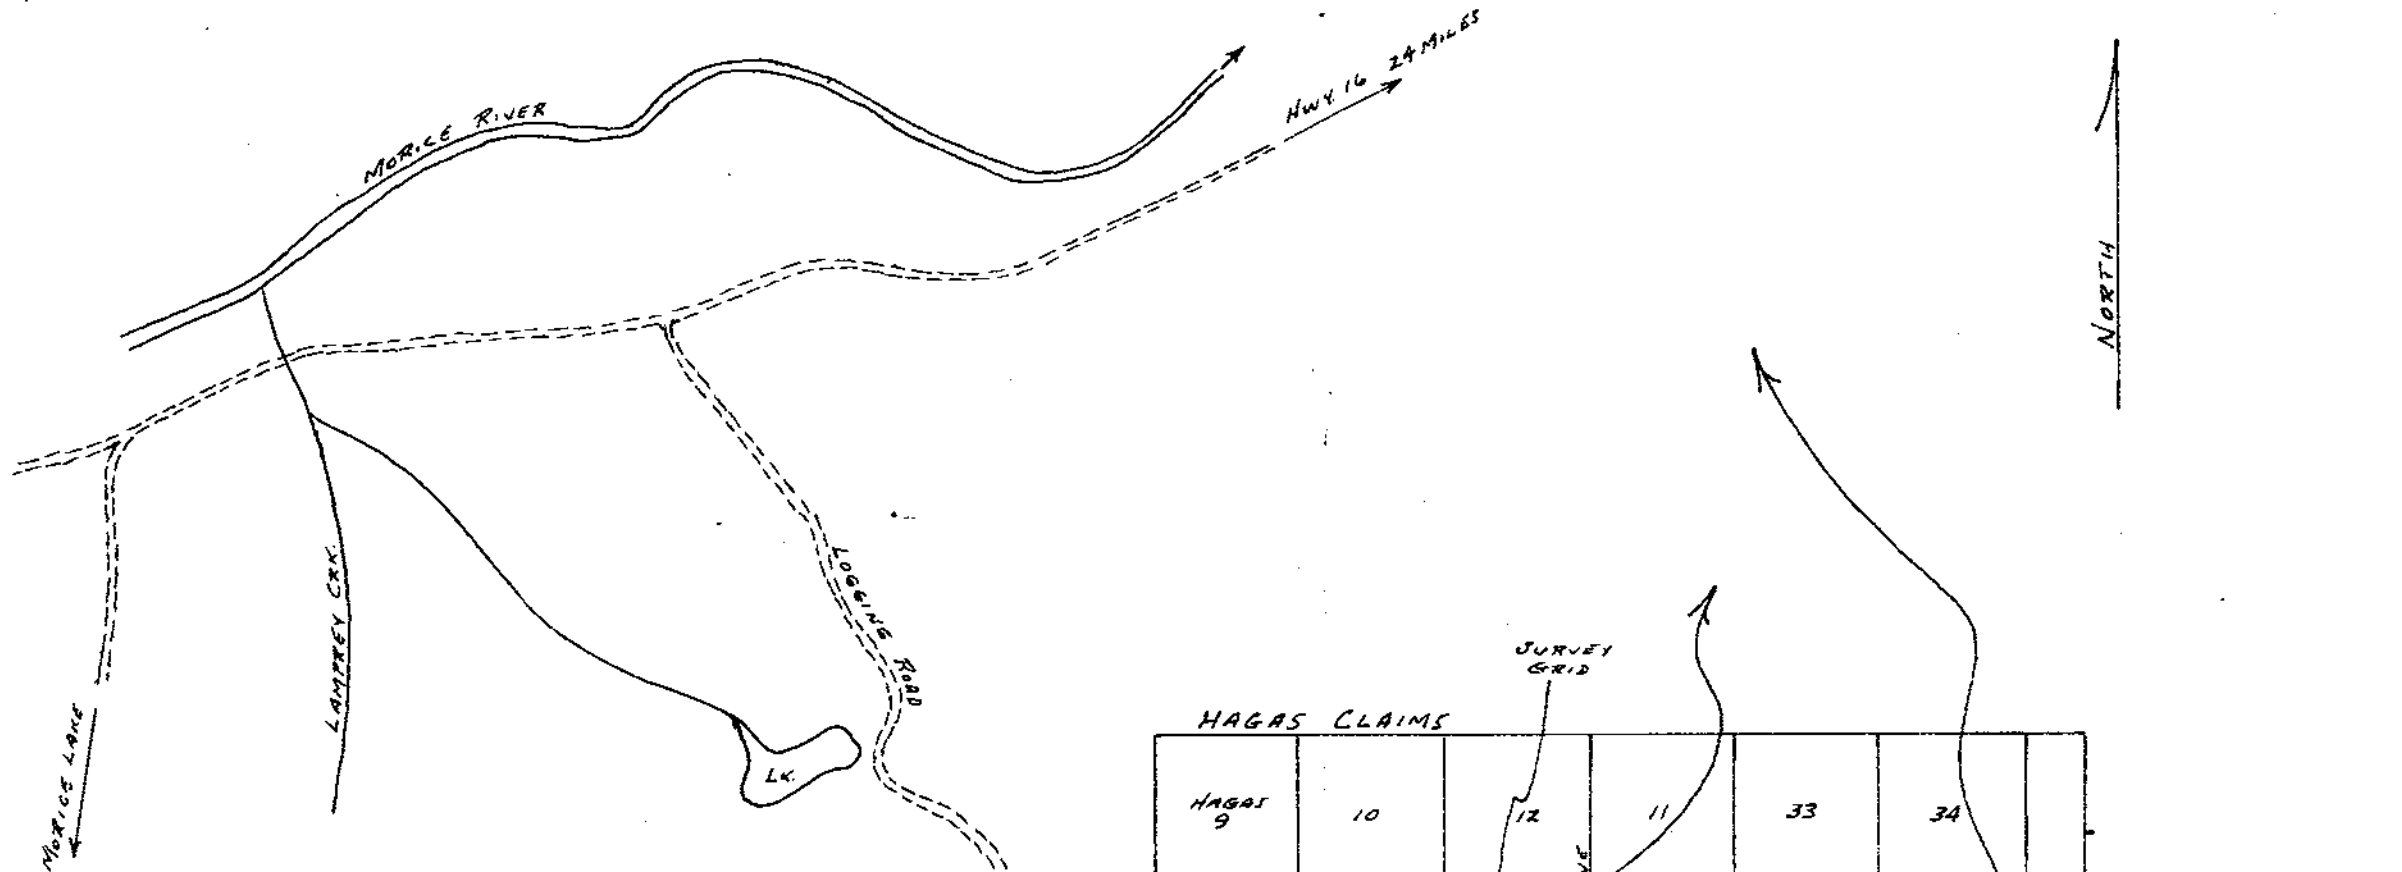 MORICE RIVER
HWY. 16 24 MILES
NORTH
LAMPREY CRK.
LOGGING ROAD
MORICE LAKE
LK.
SURVEY
GRID
HAGAS CLAIMS
HAGAS
9
10
12
11
33
34